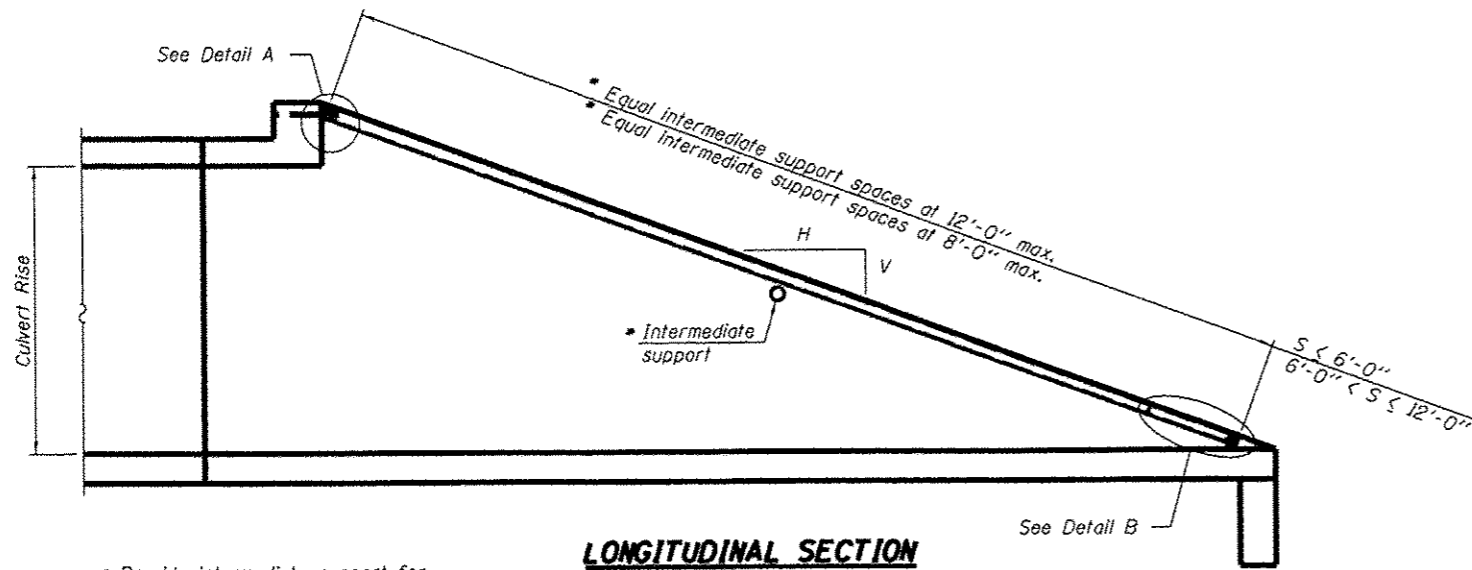 See Detail A
* Equal intermediate support spaces at 12'-0" max.
* Equal intermediate support spaces at 8'-0" max.
H
V
Culvert Rise
* Intermediate
support
S ≤ 6'-0"
6'-0" < S ≤ 12'-0"
See Detail B
LONGITUDINAL SECTION